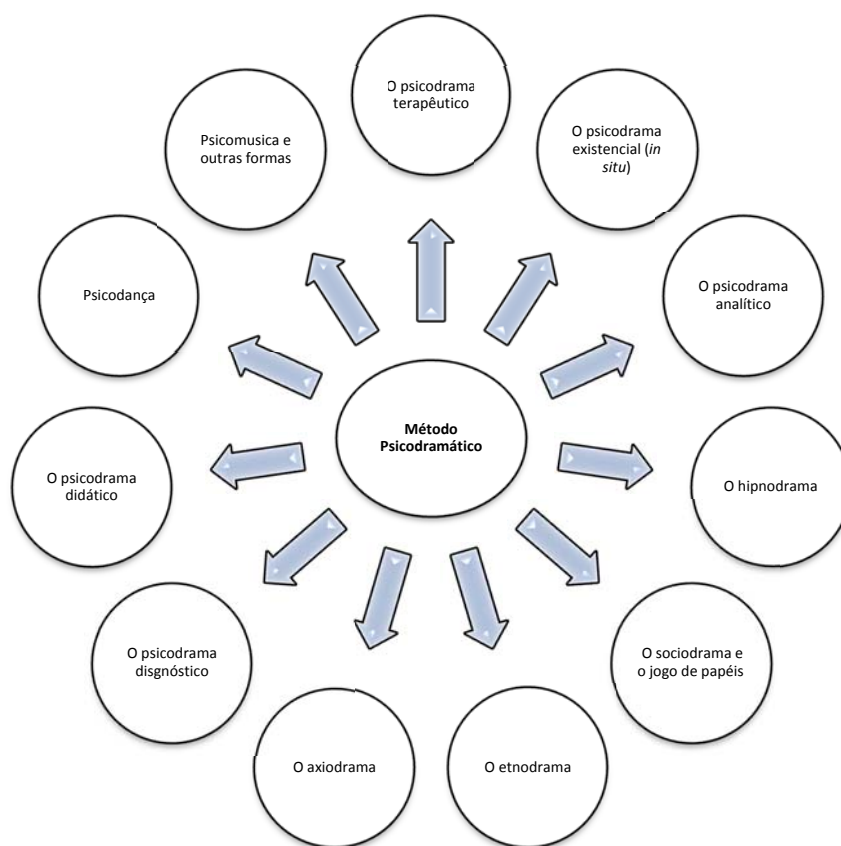 O psicodrama
terapêutico
O psicodrama
existencial (in
situ)
O psicodrama
analítico
O hipnodrama
O sociodrama e
o jogo de papéis
O etnodrama
O axiodrama
O psicodrama
disgnóstico
O psicodrama
didático
Psicodança
Psicomusica e
outras formas
Método
Psicodramático